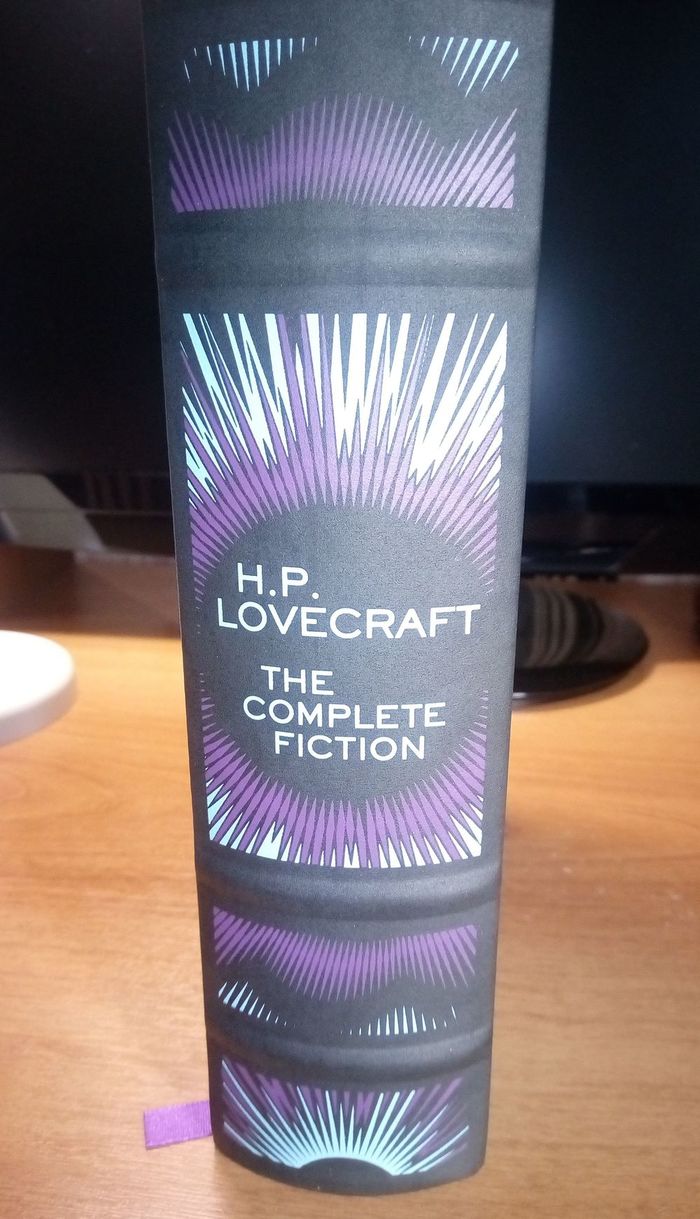 H.P.
LOVECRAFT
THE
COMPLETE
FICTION